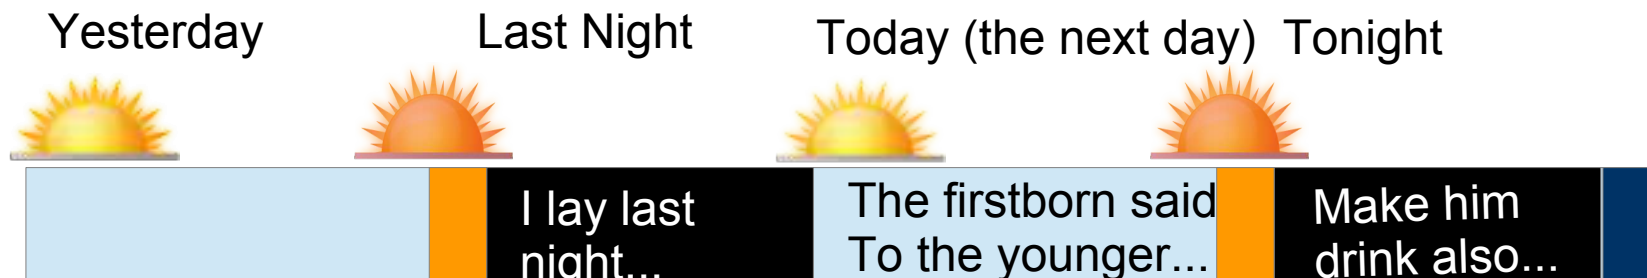 Yesterday
Last Night
Today (the next day)
Tonight
I lay last
night...
The firstborn said
To the younger...
Make him
drink also...